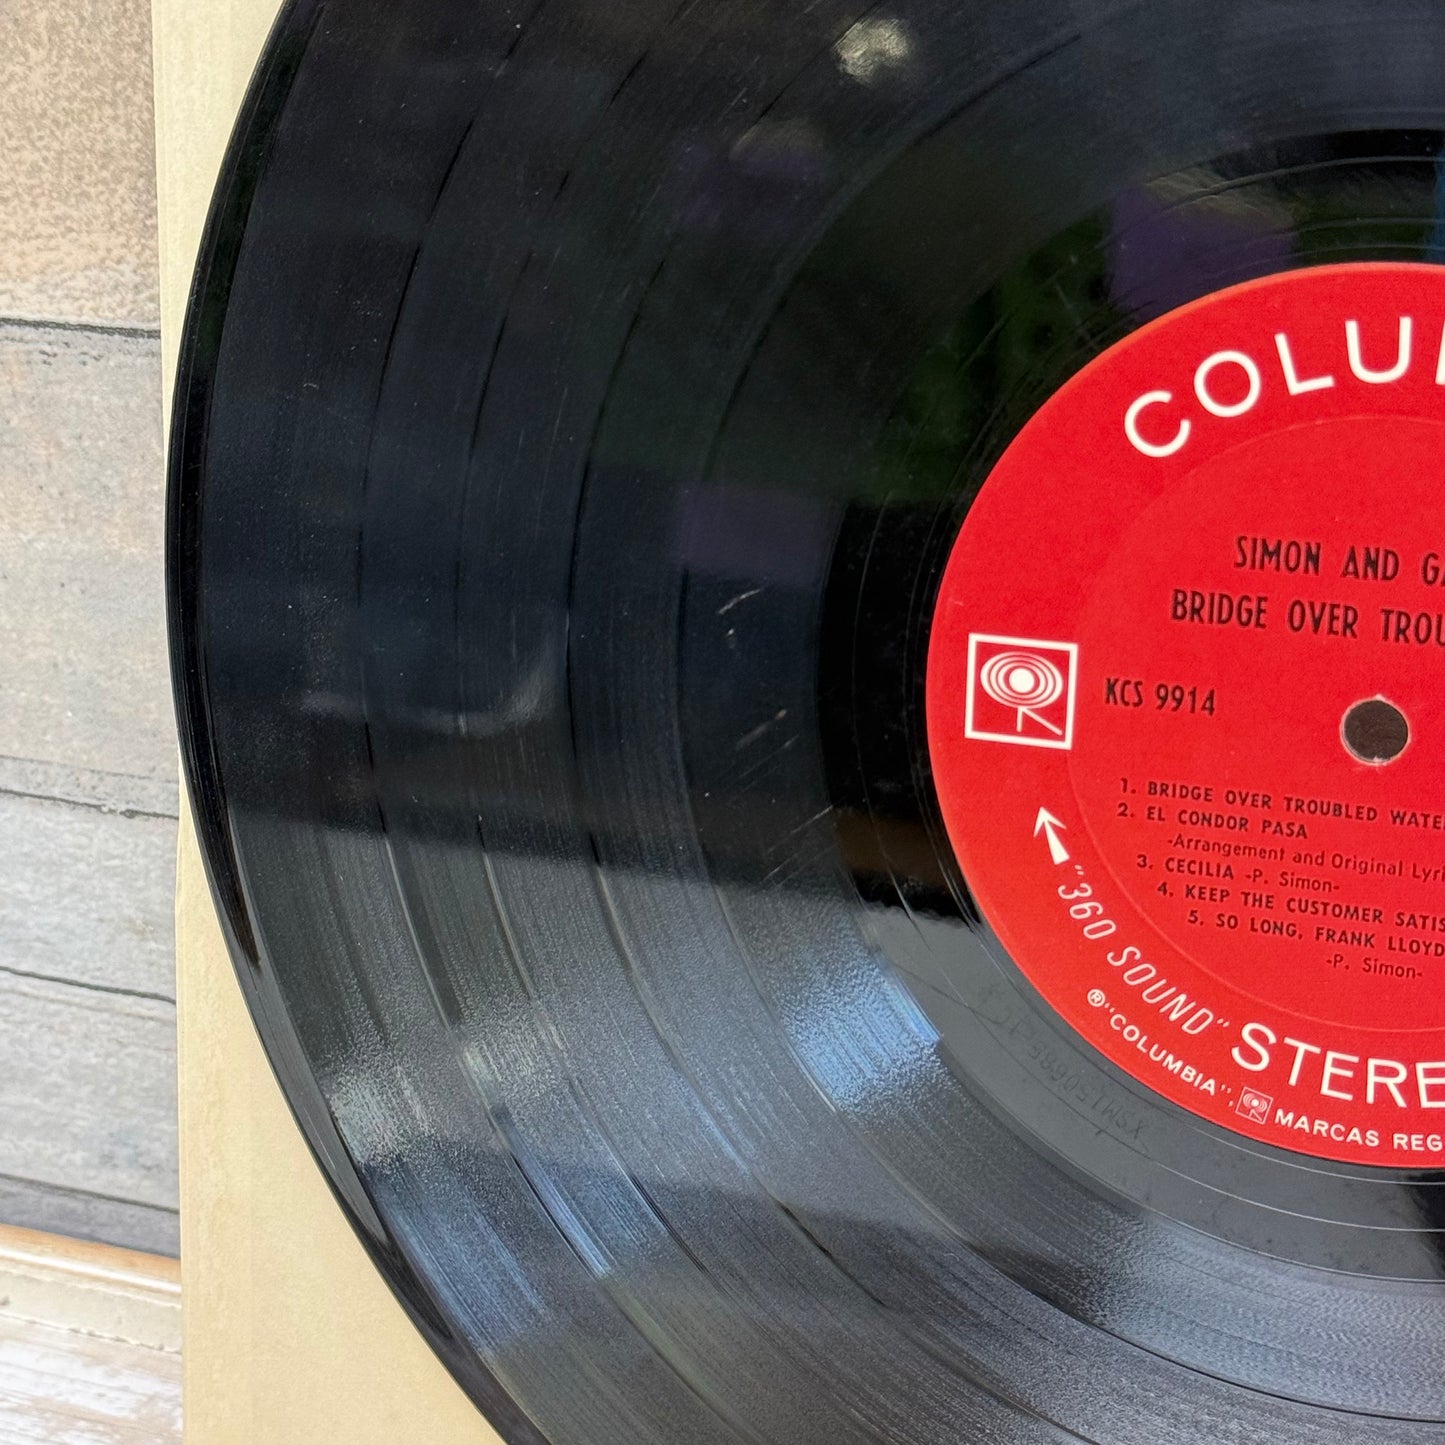 COLU
SIMON AND GA
BRIDGE OVER TROU
KCS 9914
1. BRIDGE OVER TROUBLED WATE
2. EL CONDOR PASA
-Arrangement and Original Lyri
3. CECILIA -P. Simon-
4. KEEP THE CUSTOMER SATIS
5. SO LONG, FRANK LLOYD
-P. Simon-
"360 SOUND" STERE
®"COLUMBIA", MARCAS REG